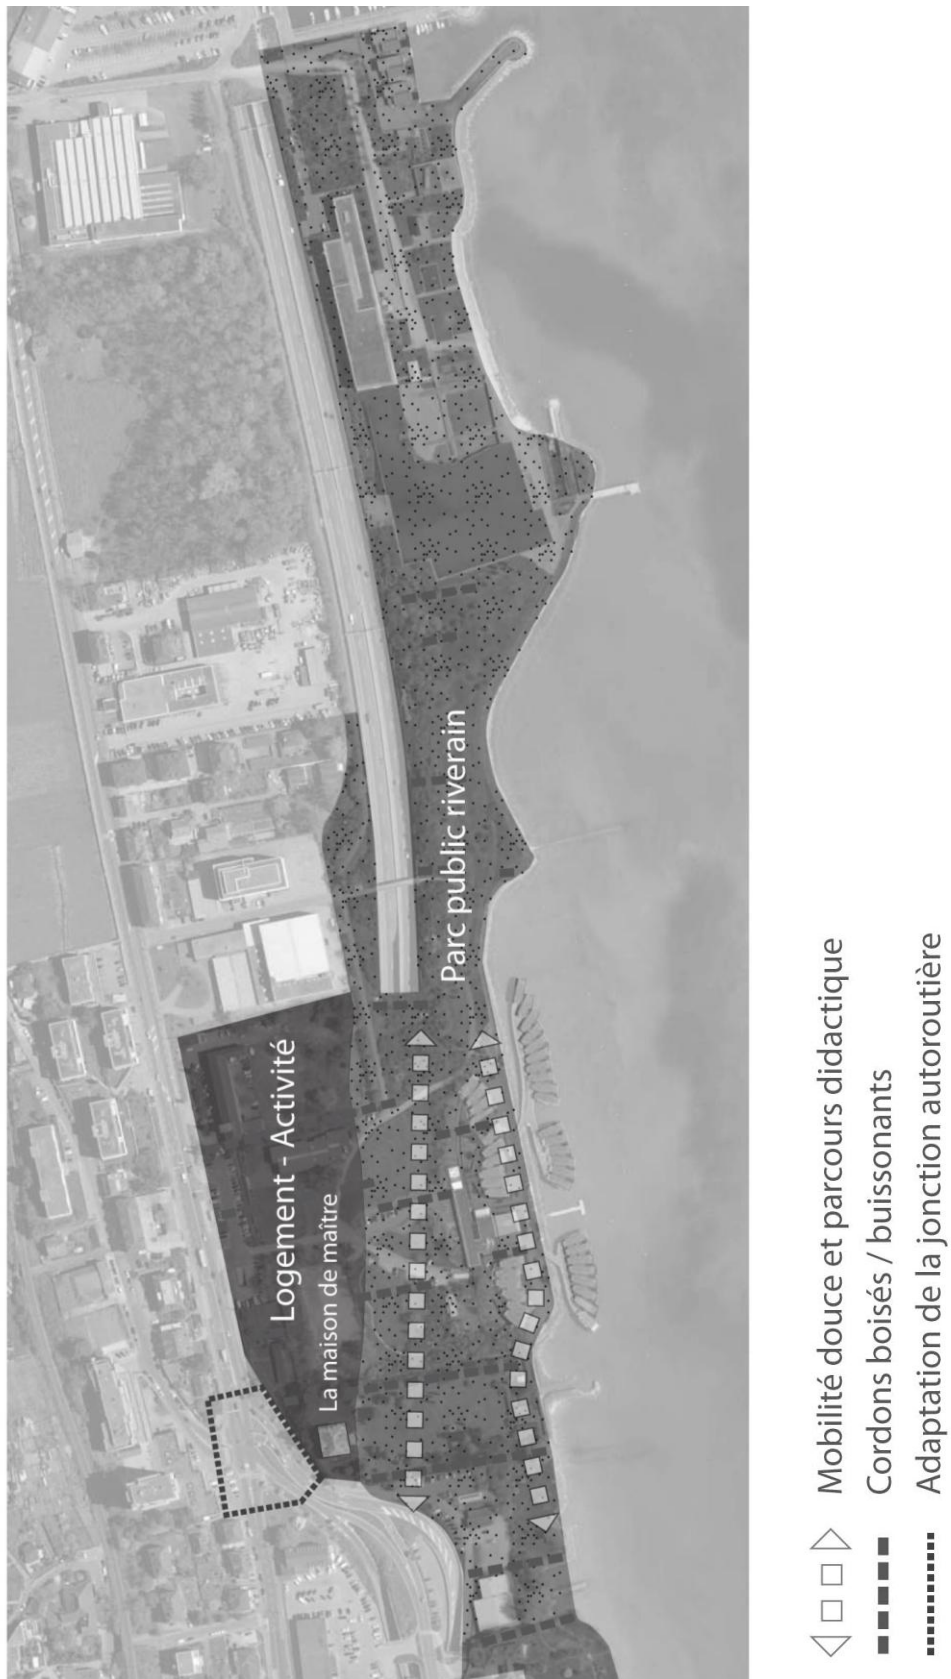 Logement - Activité
La maison de maître
Parc public riverain
Mobilité douce et parcours didactique
Cordons boisés / buissonants
Adaptation de la jonction autoroutière